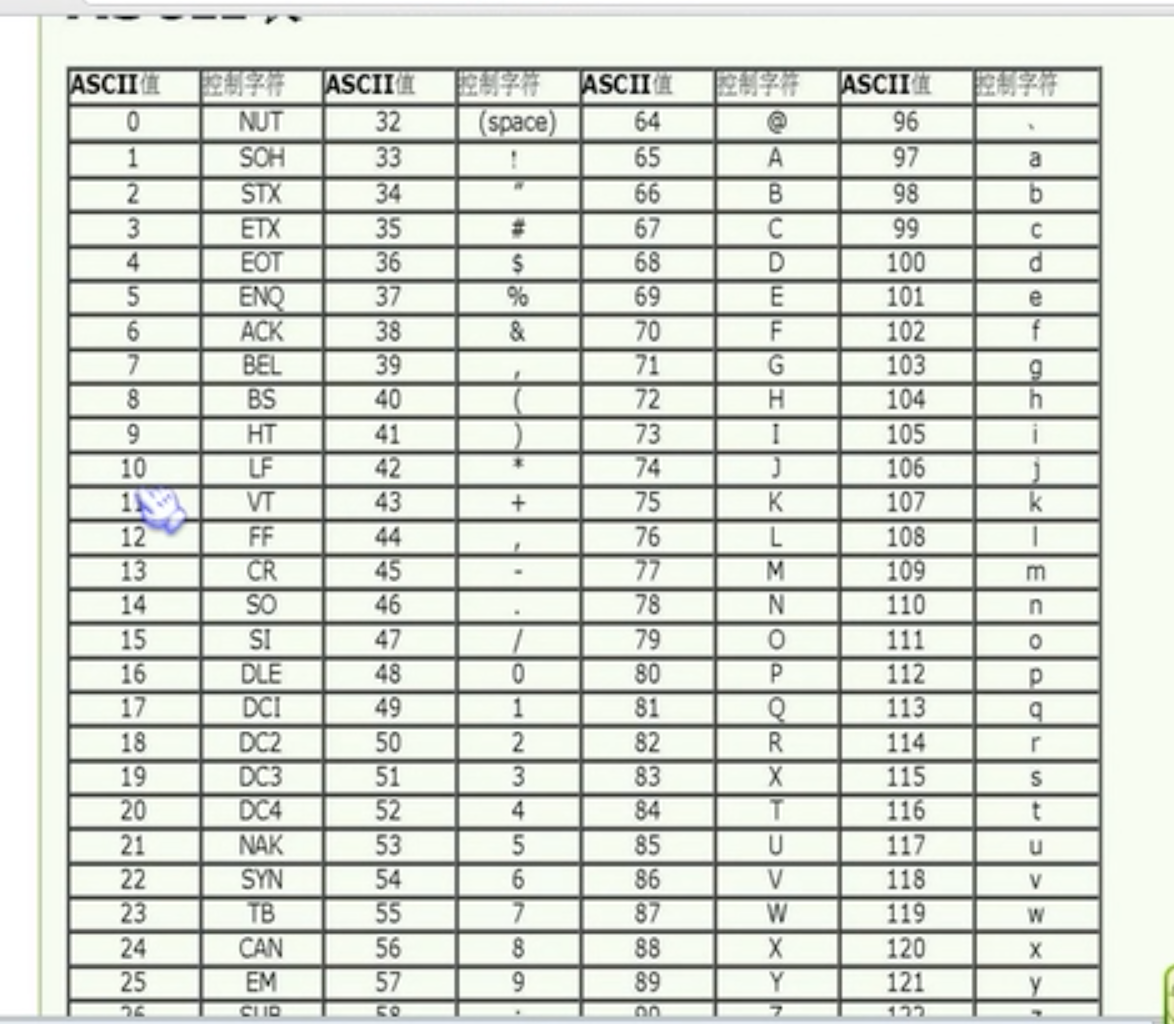 ASCII值 控制字符 ASCII值 控制字符 ASCII值 控制字符 ASCII值 控制字符
0 NUT 32 (space) 64 @ 96 、
1 SOH 33 ! 65 A 97 a
2 STX 34 " 66 B 98 b
3 ETX 35 # 67 C 99 c
4 EOT 36 $ 68 D 100 d
5 ENQ 37 % 69 E 101 e
6 ACK 38 & 70 F 102 f
7 BEL 39 , 71 G 103 g
8 BS 40 ( 72 H 104 h
9 HT 41 ) 73 I 105 i
10 LF 42 * 74 J 106 j
11 VT 43 + 75 K 107 k
12 FF 44 , 76 L 108 l
13 CR 45 - 77 M 109 m
14 SO 46 . 78 N 110 n
15 SI 47 / 79 O 111 o
16 DLE 48 0 80 P 112 p
17 DCI 49 1 81 Q 113 q
18 DC2 50 2 82 R 114 r
19 DC3 51 3 83 X 115 s
20 DC4 52 4 84 T 116 t
21 NAK 53 5 85 U 117 u
22 SYN 54 6 86 V 118 v
23 TB 55 7 87 W 119 w
24 CAN 56 8 88 X 120 x
25 EM 57 9 89 Y 121 y